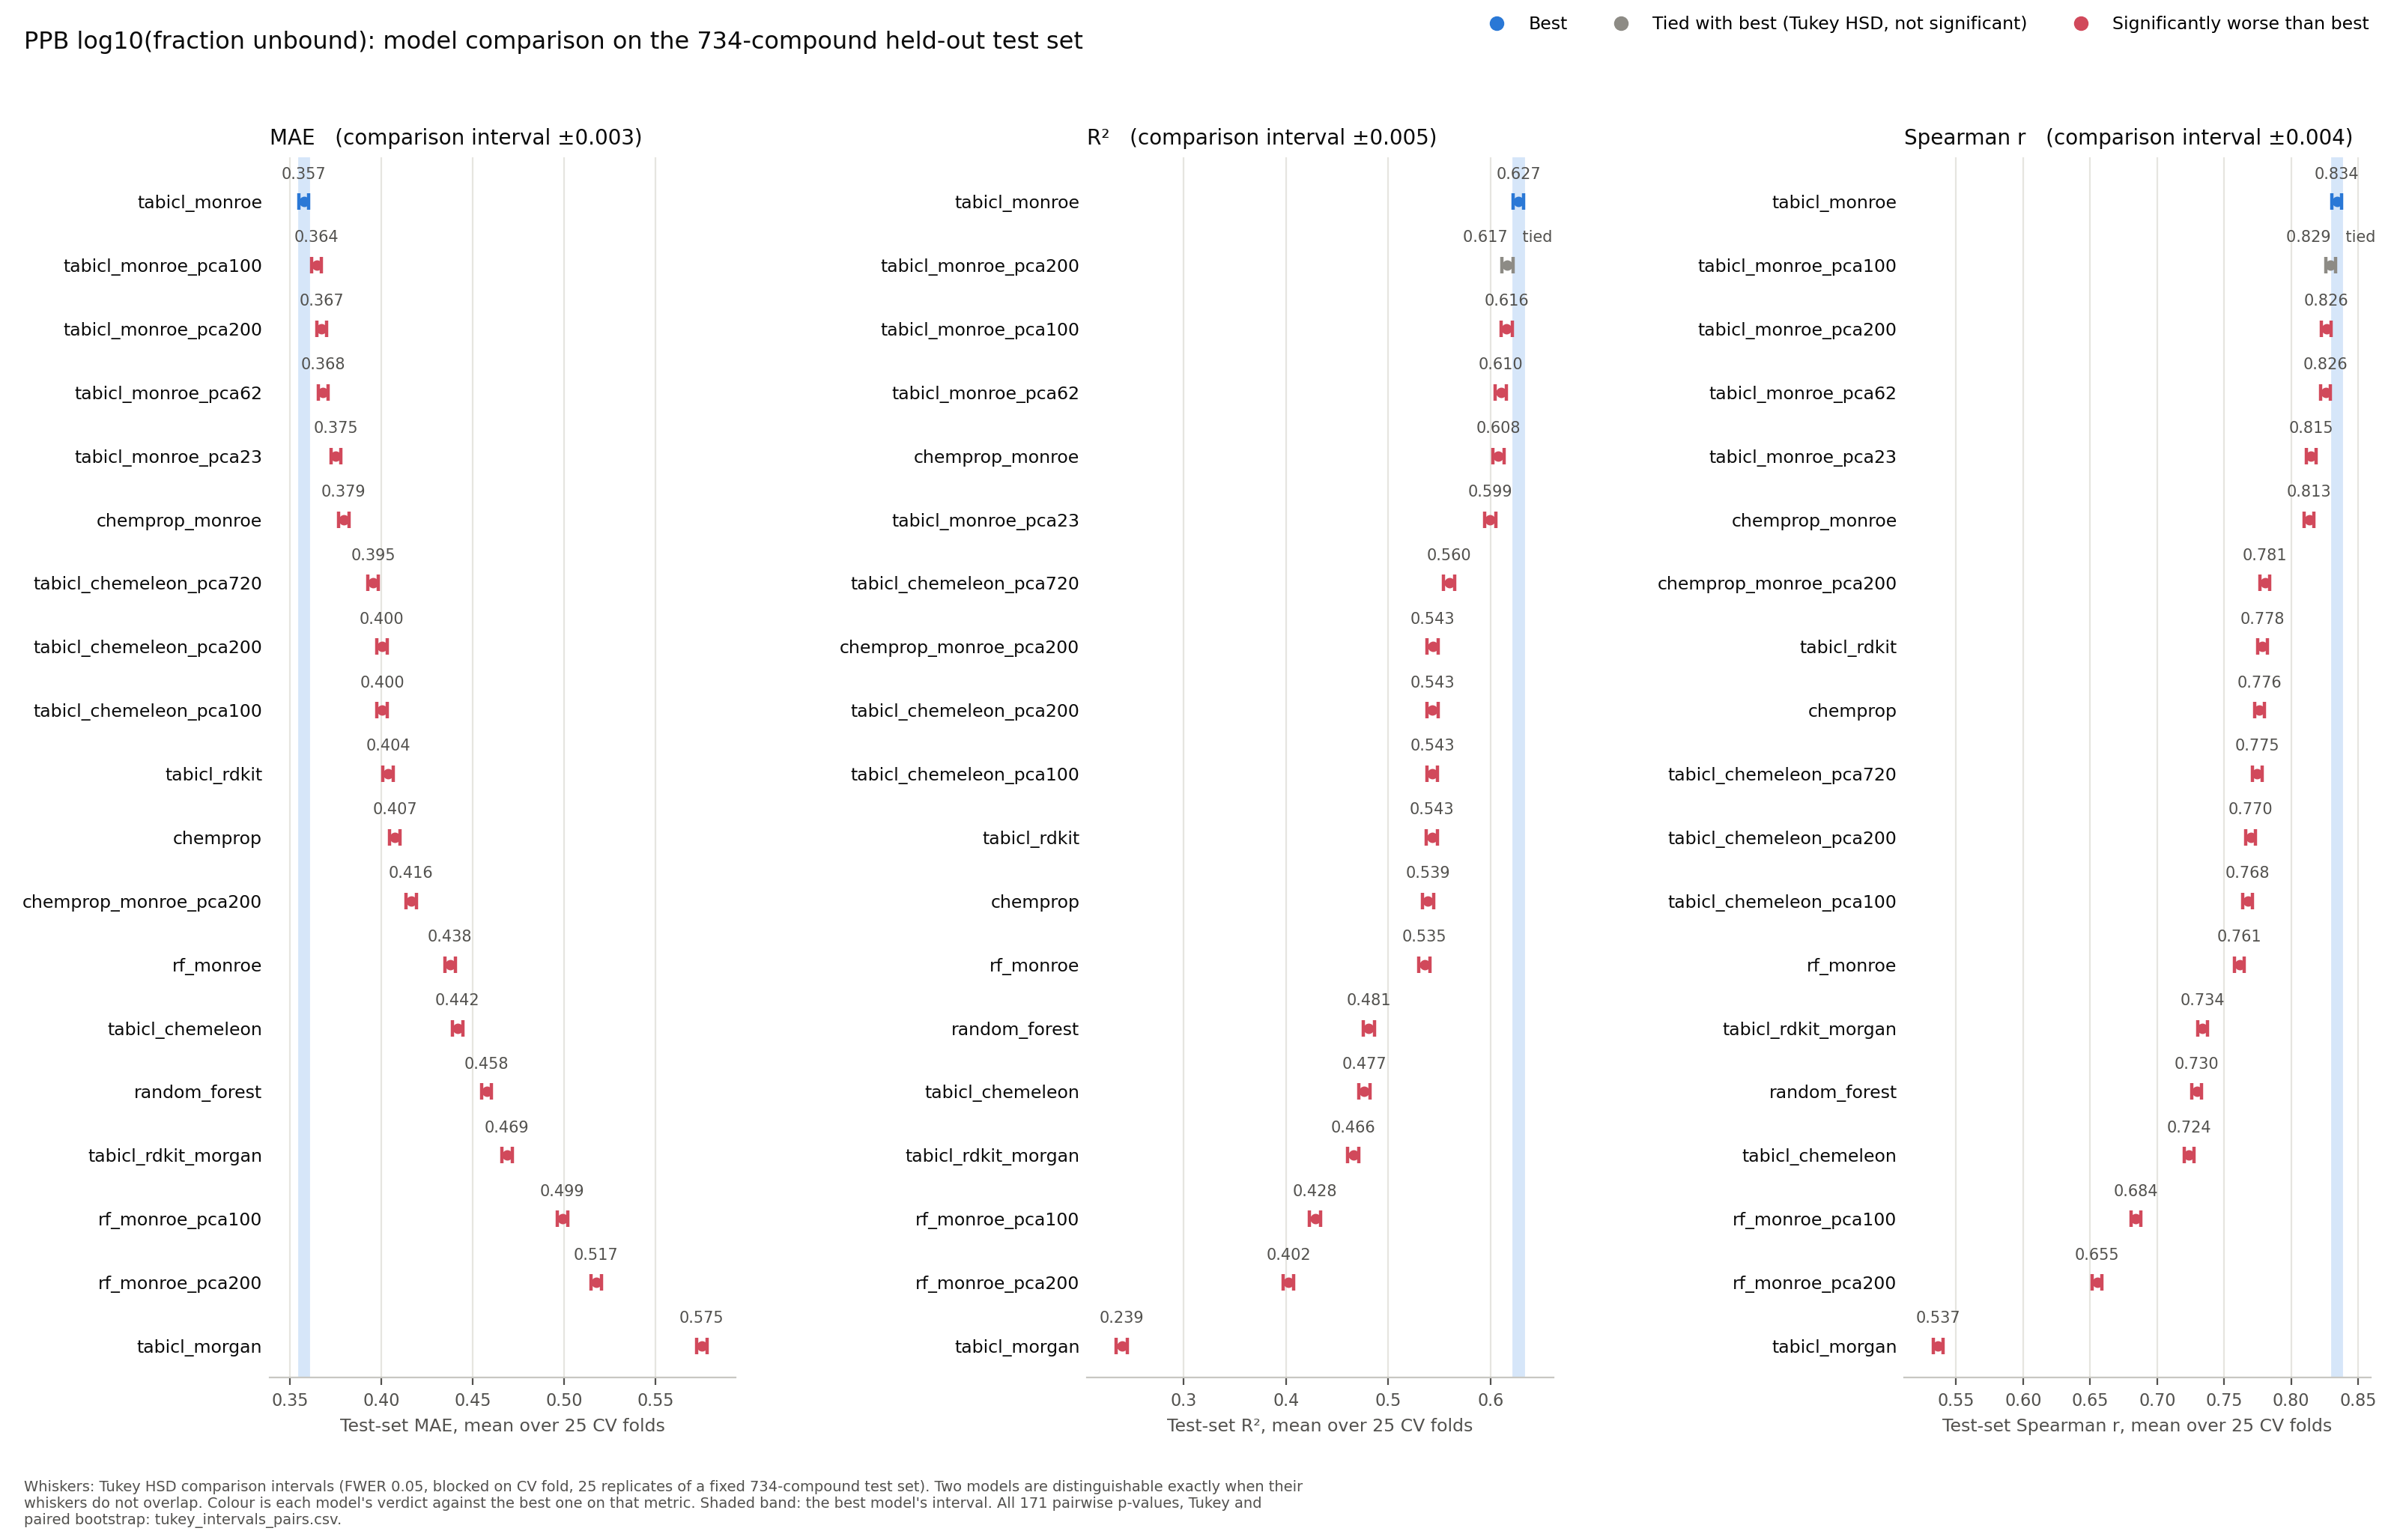 PPB log10(fraction unbound): model comparison on the 734-compound held-out test set
Best
Tied with best (Tukey HSD, not significant)
Significantly worse than best
MAE (comparison interval ±0.003)
0.357
tabicl_monroe
0.364
tabicl_monroe_pca100
0.367
tabicl_monroe_pca200
0.368
tabicl_monroe_pca62
0.375
tabicl_monroe_pca23
0.379
chemprop_monroe
0.395
tabicl_chemeleon_pca720
0.400
tabicl_chemeleon_pca200
0.400
tabicl_chemeleon_pca100
0.404
tabicl_rdkit
0.407
chemprop
0.416
chemprop_monroe_pca200
0.438
rf_monroe
0.442
tabicl_chemeleon
0.458
random_forest
0.469
tabicl_rdkit_morgan
0.499
rf_monroe_pca100
0.517
rf_monroe_pca200
0.575
tabicl_morgan
0.35 0.40 0.45 0.50 0.55
Test-set MAE, mean over 25 CV folds
R² (comparison interval ±0.005)
0.627
tabicl_monroe
0.617 tied
tabicl_monroe_pca200
0.616
tabicl_monroe_pca100
0.610
tabicl_monroe_pca62
0.608
chemprop_monroe
0.599
tabicl_monroe_pca23
0.560
tabicl_chemeleon_pca720
0.543
chemprop_monroe_pca200
0.543
tabicl_chemeleon_pca200
0.543
tabicl_chemeleon_pca100
0.543
tabicl_rdkit
0.539
chemprop
0.535
rf_monroe
0.481
random_forest
0.477
tabicl_chemeleon
0.466
tabicl_rdkit_morgan
0.428
rf_monroe_pca100
0.402
rf_monroe_pca200
0.239
tabicl_morgan
0.3 0.4 0.5 0.6
Test-set R², mean over 25 CV folds
Spearman r (comparison interval ±0.004)
0.834
tabicl_monroe
0.829 tied
tabicl_monroe_pca100
0.826
tabicl_monroe_pca200
0.826
tabicl_monroe_pca62
0.815
tabicl_monroe_pca23
0.813
chemprop_monroe
0.781
chemprop_monroe_pca200
0.778
tabicl_rdkit
0.776
chemprop
0.775
tabicl_chemeleon_pca720
0.770
tabicl_chemeleon_pca200
0.768
tabicl_chemeleon_pca100
0.761
rf_monroe
0.734
tabicl_rdkit_morgan
0.730
random_forest
0.724
tabicl_chemeleon
0.684
rf_monroe_pca100
0.655
rf_monroe_pca200
0.537
tabicl_morgan
0.55 0.60 0.65 0.70 0.75 0.80 0.85
Test-set Spearman r, mean over 25 CV folds
Whiskers: Tukey HSD comparison intervals (FWER 0.05, blocked on CV fold, 25 replicates of a fixed 734-compound test set). Two models are distinguishable exactly when their
whiskers do not overlap. Colour is each model's verdict against the best one on that metric. Shaded band: the best model's interval. All 171 pairwise p-values, Tukey and
paired bootstrap: tukey_intervals_pairs.csv.